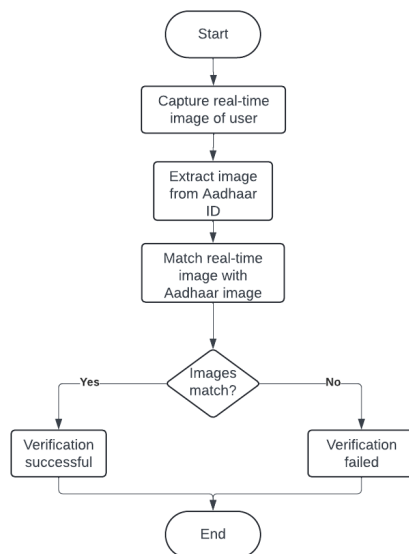 Start
Capture real-time
image of user
Extract image
from Aadhaar
ID
Match real-time
image with
Aadhaar image
Images
match?
Yes
No
Verification
successful
Verification
failed
End